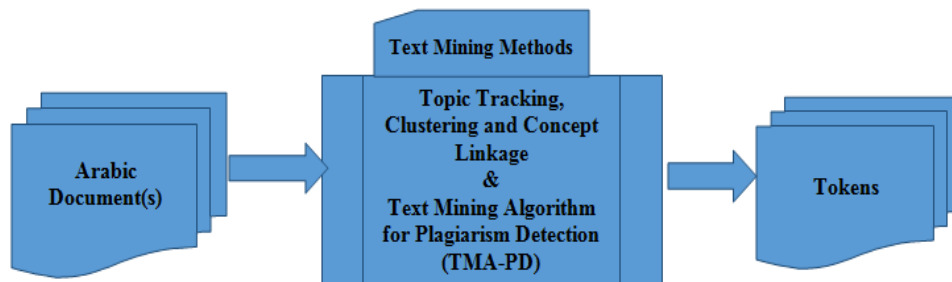 Arabic
Document(s)
Text Mining Methods
Topic Tracking,
Clustering and Concept
Linkage
&
Text Mining Algorithm
for Plagiarism Detection
(TMA-PD)
Tokens